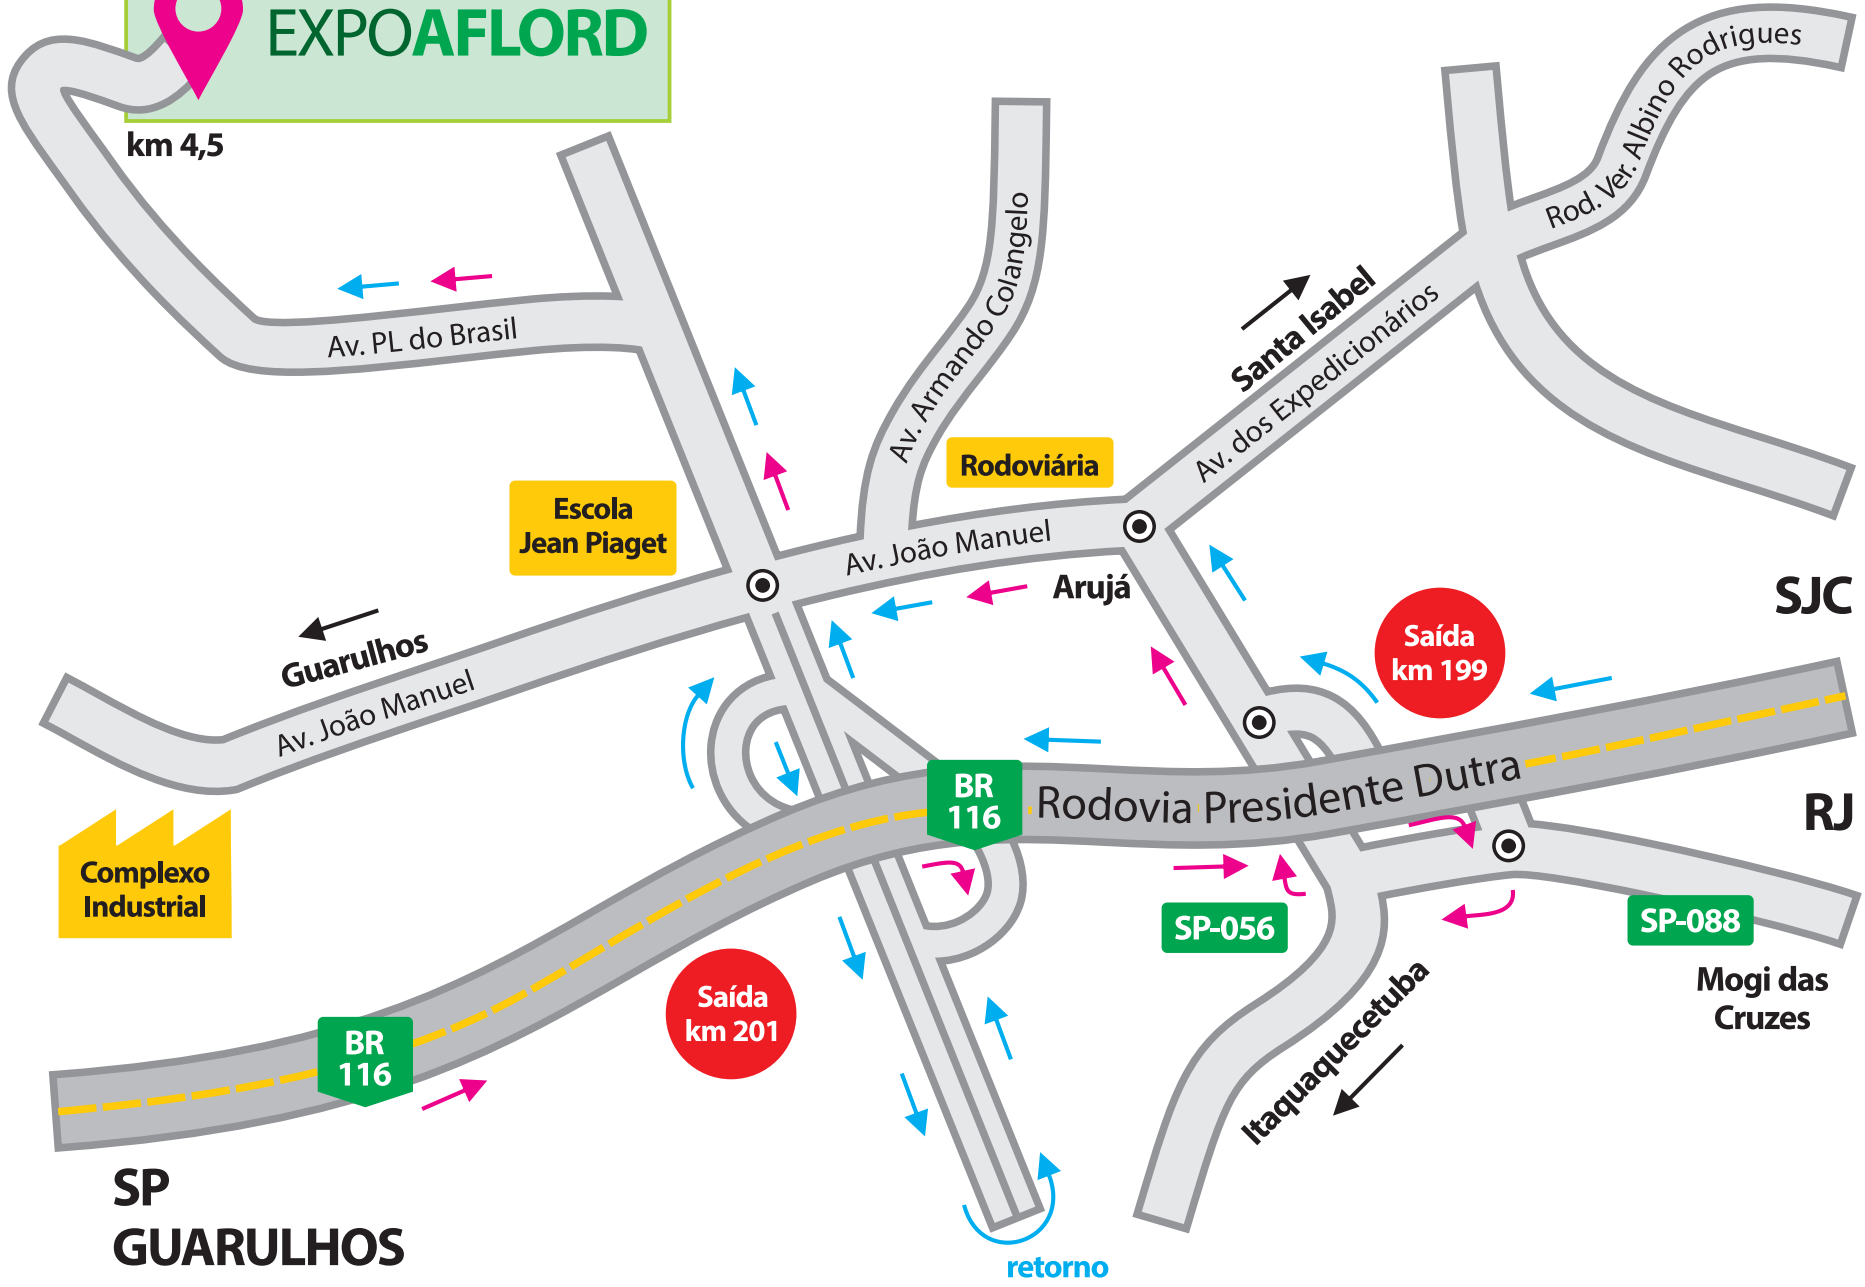 EXPOAFLORD
km 4,5
Rod. Ver. Albino Rodrigues
Av. Armando Colangelo
Santa Isabel
Av. dos Expedicionários
Av. PL do Brasil
Rodoviária
Escola
Jean Piaget
Av. João Manuel
Arujá
SJC
Saída
km 199
Guarulhos
Av. João Manuel
BR
116
Rodovia Presidente Dutra
RJ
Complexo
Industrial
SP-056
SP-088
Mogi das
Cruzes
Saída
km 201
Itaquaquecetuba
BR
116
SP
GUARULHOS
retorno